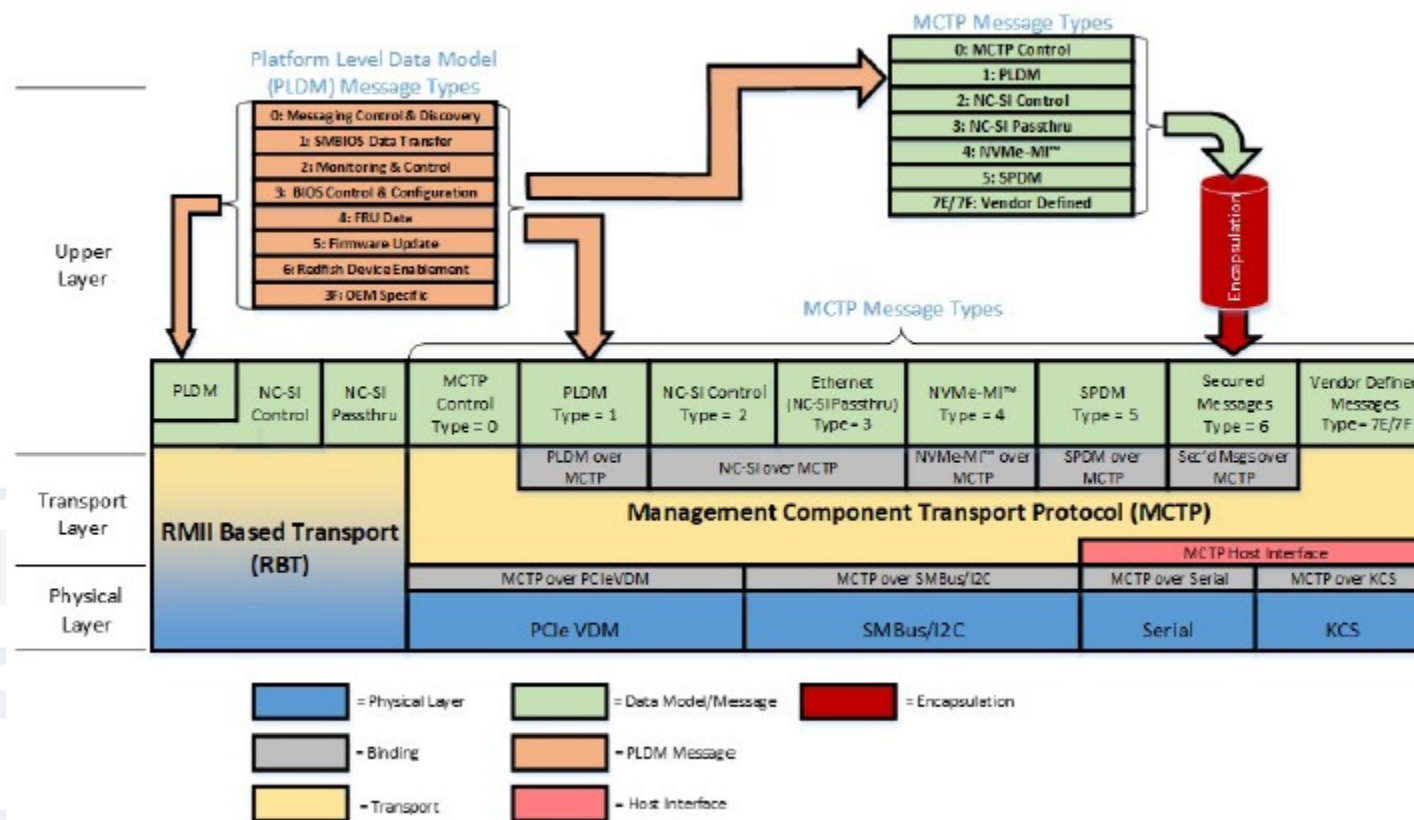 MCTP Message Types
0: MCTP Control
1: PLDM
2: NC-SI Control
3: NC-SI Passthru
4: NVMe-MI™
5: SPDM
7E/7F: Vendor Defined
Platform Level Data Model
(PLDM) Message Types
0: Messaging Control & Discovery
1: SMBIOS Data Transfer
2: Monitoring & Control
3: BIOS Control & Configuration
4: FRU Data
5: Firmware Update
6: Redfish Device Enablement
3F: OEM Specific
Encapsulation
Upper
Layer
MCTP Message Types
PLDM
NC-SI
Control
NC-SI
Passthru
MCTP
Control
Type = 0
PLDM
Type = 1
NC-SI Control
Type = 2
Ethernet
(NC-SI Passthru)
Type = 3
NVMe-MI™
Type = 4
SPDM
Type = 5
Secured
Messages
Type = 6
Vendor Defined
Messages
Type = 7E/7F
PLDM over
MCTP
NC-SI over MCTP
NVMe-MI™ over
MCTP
SPDM over
MCTP
Sec'd Msgs over
MCTP
Transport
Layer
RMII Based Transport
(RBT)
Management Component Transport Protocol (MCTP)
MCTP Host Interface
MCTP over PCIe VDM
MCTP over SMBus/I2C
MCTP over Serial
MCTP over KCS
Physical
Layer
PCIe VDM
SMBus/I2C
Serial
KCS
= Physical Layer
= Data Model/Message
= Encapsulation
= Binding
= PLDM Message
= Transport
= Host Interface